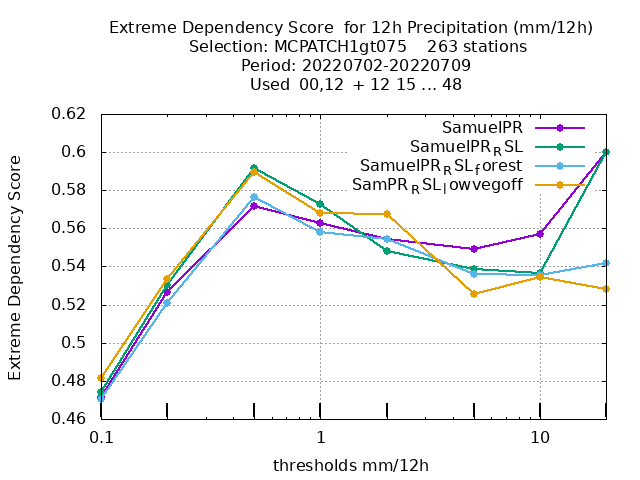 Extreme Dependency Score  for 12h Precipitation (mm/12h)
Selection: MCPATCH1gt075    263 stations
Period: 20220702-20220709
Used  00,12  + 12 15 ... 48
Extreme Dependency Score
0.62
0.6
0.58
0.56
0.54
0.52
0.5
0.48
0.46
SamuelPR
SamuelPR_RSL
SamuelPR_RSL_forest
SamPR_RSL_lowvegoff
0.1
1
10
thresholds mm/12h